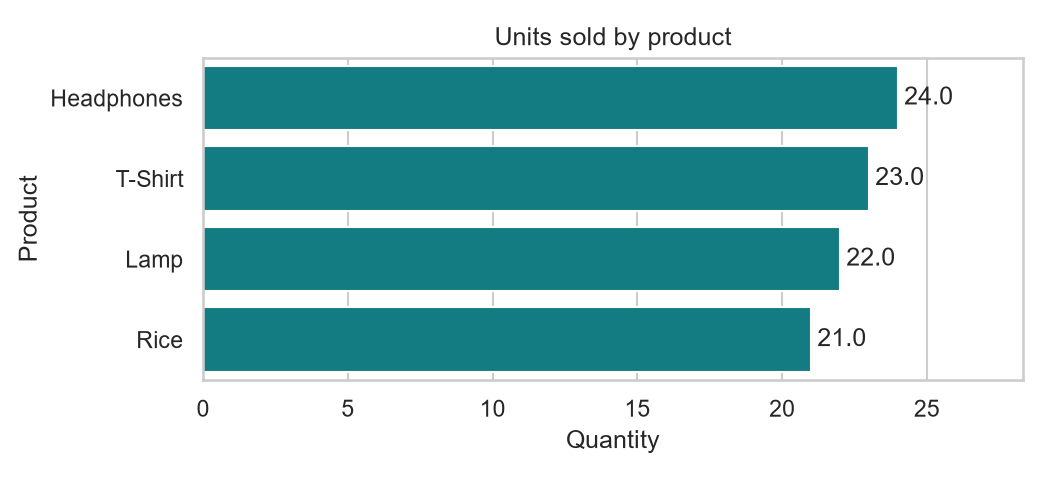 Units sold by product
Product
Headphones 24.0
T-Shirt 23.0
Lamp 22.0
Rice 21.0
0 5 10 15 20 25
Quantity